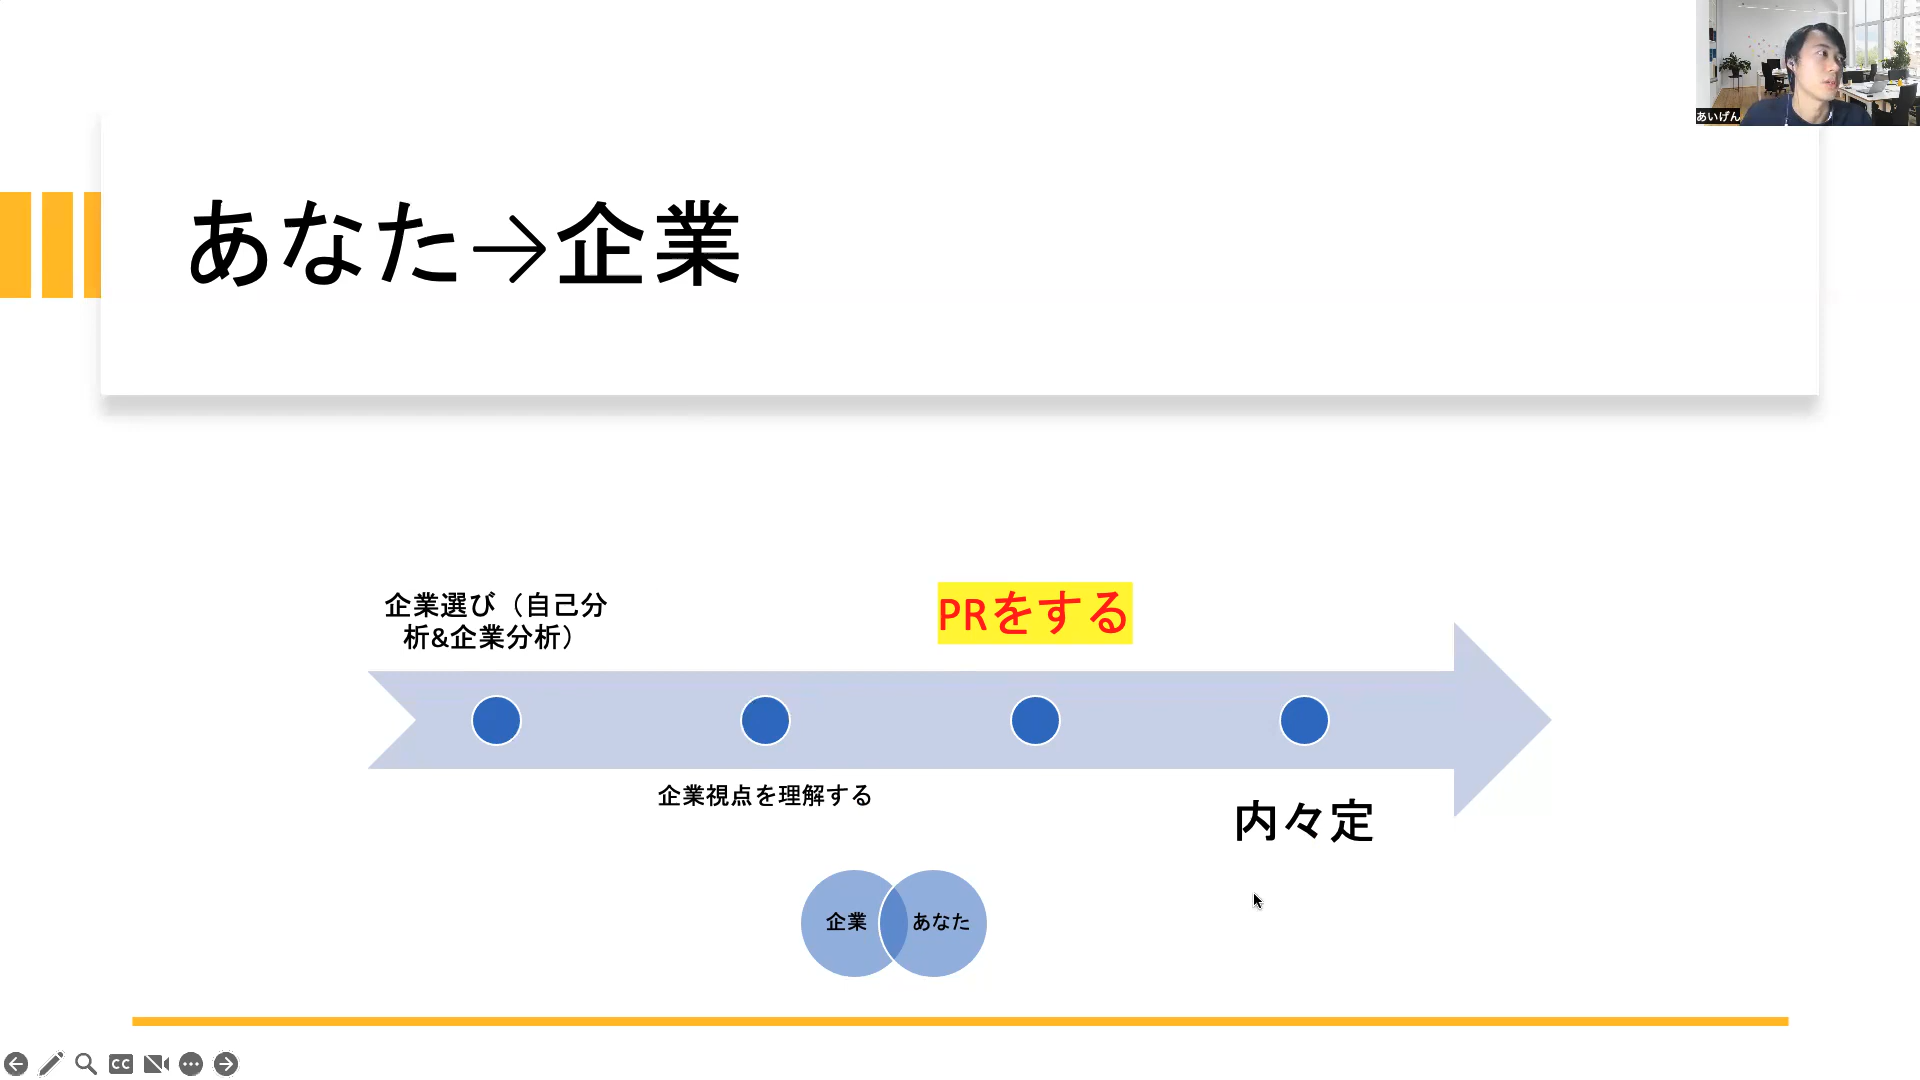 あいげん
あなた→企業
企業選び（自己分
析&企業分析）
PRをする
企業視点を理解する
内々定
企業
あなた
CC